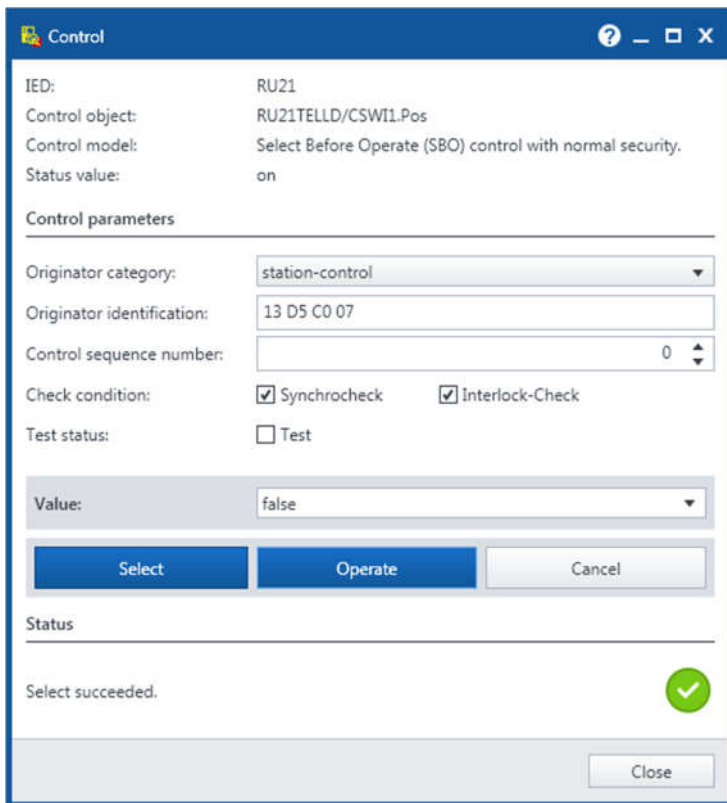 Control
IED: RU21
Control object: RU21TELLD/CSWI1.Pos
Control model: Select Before Operate (SBO) control with normal security.
Status value: on
Control parameters
Originator category: station-control
Originator identification: 13 D5 C0 07
Control sequence number: 0
Check condition: Synchrocheck Interlock-Check
Test status: Test
Value: false
Select Operate Cancel
Status
Select succeeded.
Close